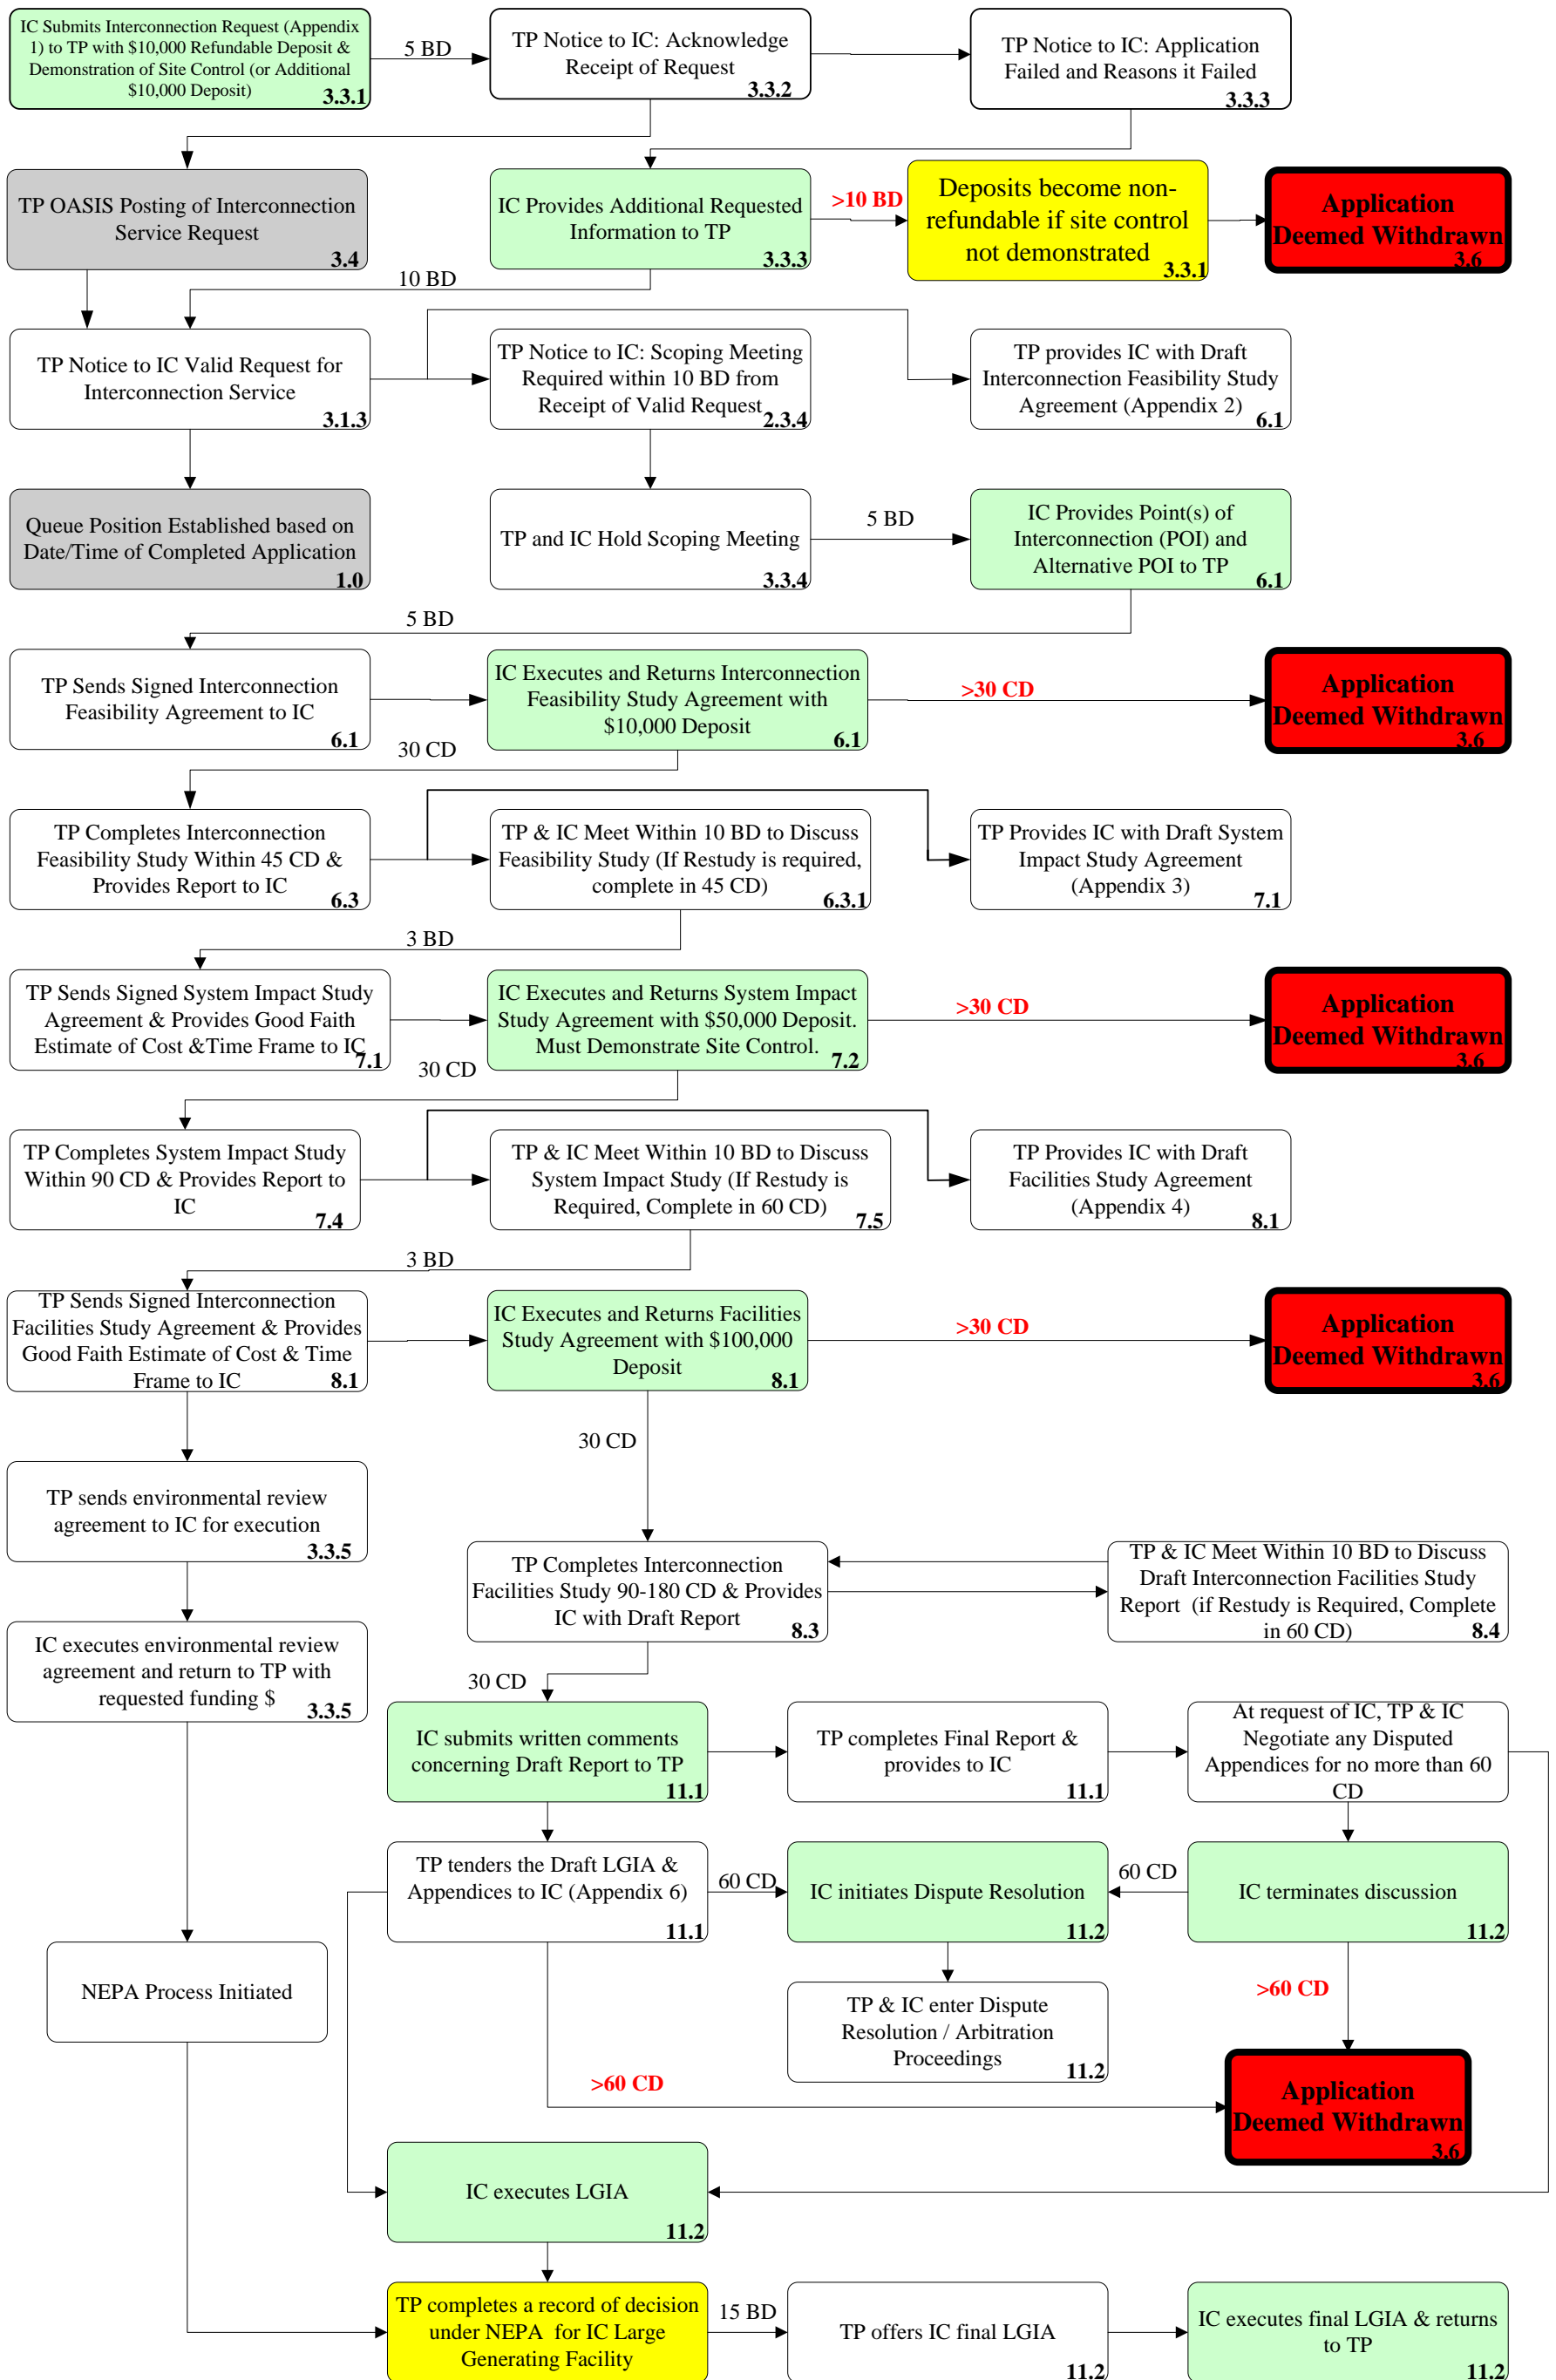 IC Submits Interconnection Request (Appendix
1) to TP with $10,000 Refundable Deposit &
Demonstration of Site Control (or Additional
$10,000 Deposit)
3.3.1
5 BD
TP Notice to IC: Acknowledge
Receipt of Request
3.3.2
TP Notice to IC: Application
Failed and Reasons it Failed
3.3.3
TP OASIS Posting of Interconnection
Service Request
3.4
IC Provides Additional Requested
Information to TP
3.3.3
>10 BD
Deposits become non-
refundable if site control
not demonstrated
3.3.1
Application
Deemed Withdrawn
3.6
10 BD
TP Notice to IC Valid Request for
Interconnection Service
3.1.3
TP Notice to IC: Scoping Meeting
Required within 10 BD from
Receipt of Valid Request
2.3.4
TP provides IC with Draft
Interconnection Feasibility Study
Agreement (Appendix 2)
6.1
Queue Position Established based on
Date/Time of Completed Application
1.0
TP and IC Hold Scoping Meeting
3.3.4
5 BD
IC Provides Point(s) of
Interconnection (POI) and
Alternative POI to TP
6.1
5 BD
TP Sends Signed Interconnection
Feasibility Agreement to IC
6.1
IC Executes and Returns Interconnection
Feasibility Study Agreement with
$10,000 Deposit
6.1
>30 CD
Application
Deemed Withdrawn
3.6
30 CD
TP Completes Interconnection
Feasibility Study Within 45 CD &
Provides Report to IC
6.3
TP & IC Meet Within 10 BD to Discuss
Feasibility Study (If Restudy is required,
complete in 45 CD)
6.3.1
TP Provides IC with Draft System
Impact Study Agreement
(Appendix 3)
7.1
3 BD
TP Sends Signed System Impact Study
Agreement & Provides Good Faith
Estimate of Cost &Time Frame to IC
7.1
IC Executes and Returns System Impact
Study Agreement with $50,000 Deposit.
Must Demonstrate Site Control.
7.2
>30 CD
Application
Deemed Withdrawn
3.6
30 CD
TP Completes System Impact Study
Within 90 CD & Provides Report to
IC
7.4
TP & IC Meet Within 10 BD to Discuss
System Impact Study (If Restudy is
Required, Complete in 60 CD)
7.5
TP Provides IC with Draft
Facilities Study Agreement
(Appendix 4)
8.1
3 BD
TP Sends Signed Interconnection
Facilities Study Agreement & Provides
Good Faith Estimate of Cost & Time
Frame to IC
8.1
IC Executes and Returns Facilities
Study Agreement with $100,000
Deposit
8.1
>30 CD
Application
Deemed Withdrawn
3.6
30 CD
TP sends environmental review
agreement to IC for execution
3.3.5
TP Completes Interconnection
Facilities Study 90-180 CD & Provides
IC with Draft Report
8.3
TP & IC Meet Within 10 BD to Discuss
Draft Interconnection Facilities Study
Report (if Restudy is Required, Complete
in 60 CD)
8.4
IC executes environmental review
agreement and return to TP with
requested funding $
3.3.5
30 CD
IC submits written comments
concerning Draft Report to TP
11.1
TP completes Final Report &
provides to IC
11.1
At request of IC, TP & IC
Negotiate any Disputed
Appendices for no more than 60
CD
TP tenders the Draft LGIA &
Appendices to IC (Appendix 6)
11.1
60 CD
IC initiates Dispute Resolution
11.2
60 CD
IC terminates discussion
11.2
NEPA Process Initiated
TP & IC enter Dispute
Resolution / Arbitration
Proceedings
11.2
>60 CD
>60 CD
Application
Deemed Withdrawn
3.6
IC executes LGIA
11.2
TP completes a record of decision
under NEPA for IC Large
Generating Facility
15 BD
TP offers IC final LGIA
11.2
IC executes final LGIA & returns
to TP
11.2